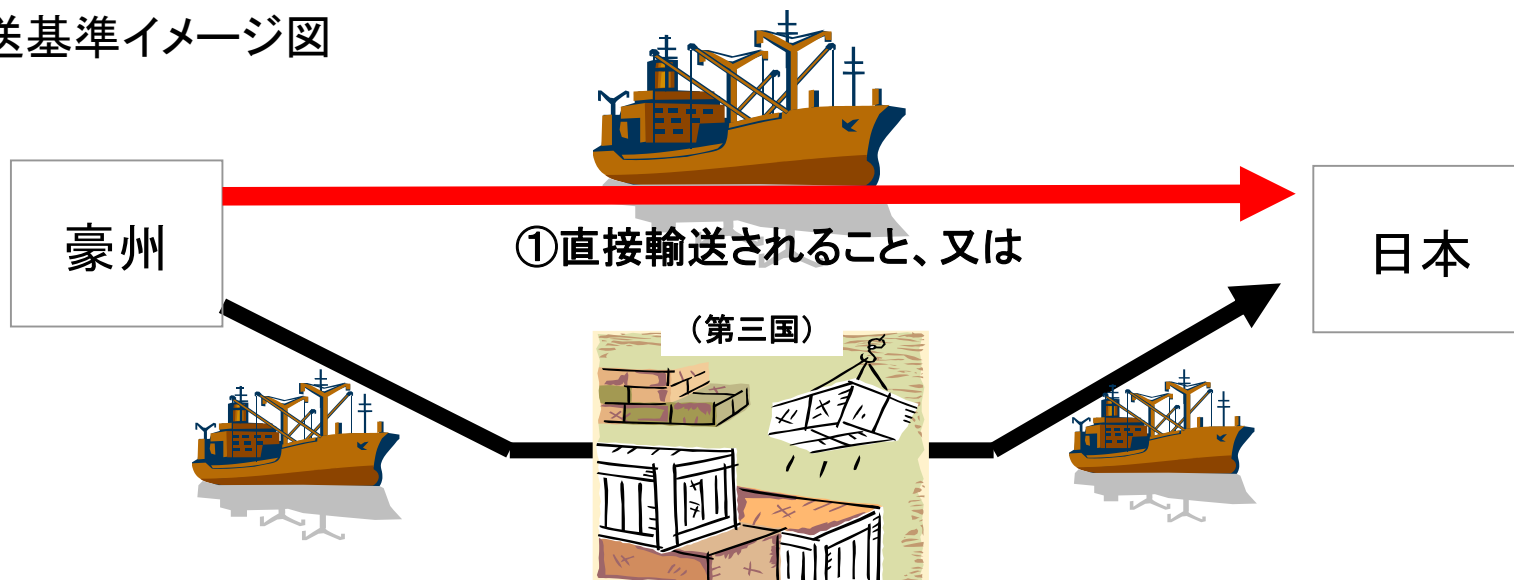 送基準イメージ図
豪州
①直接輸送されること、又は
日本
（第三国）